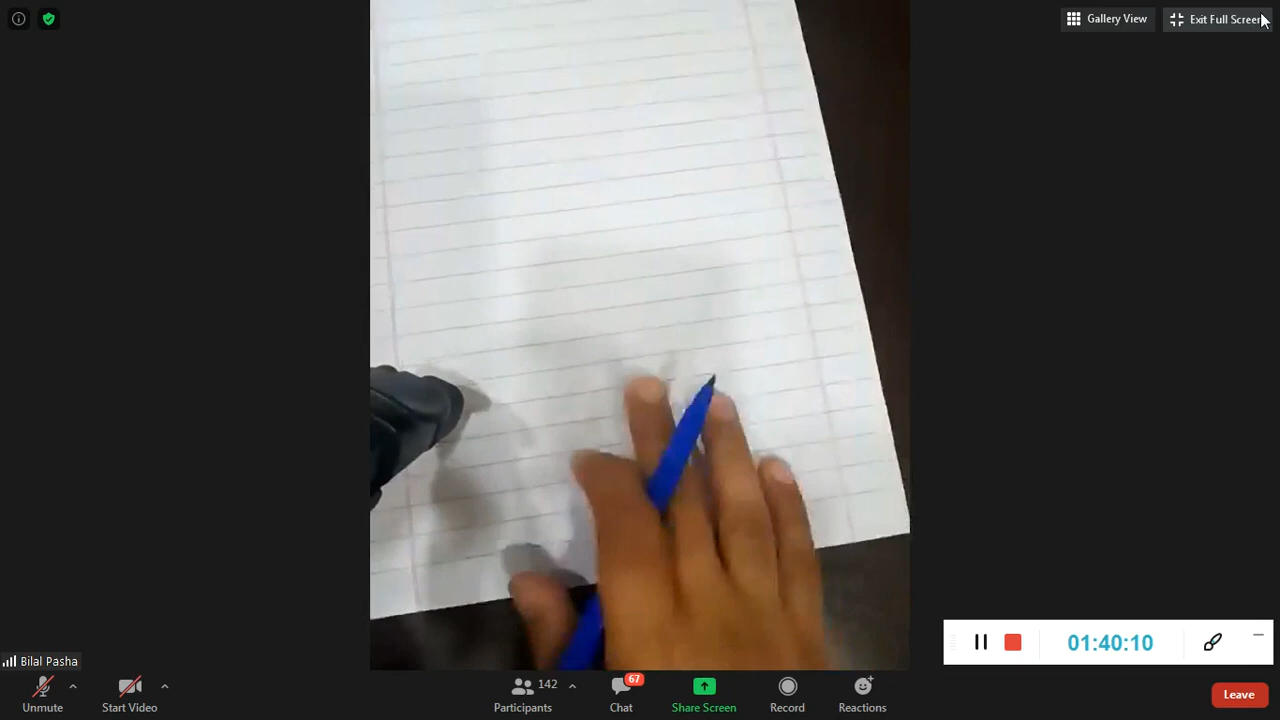 Gallery View
Exit Full Screen
Bilal Pasha
01:40:10
Unmute
Start Video
142
Participants
67
Chat
Share Screen
Record
Reactions
Leave